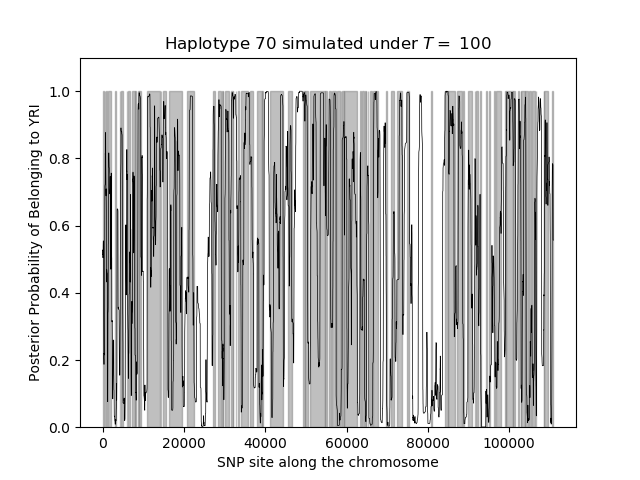 Haplotype 70 simulated under T = 100
Posterior Probability of Belonging to YRI
1.0
0.8
0.6
0.4
0.2
0.0
0 20000 40000 60000 80000 100000
SNP site along the chromosome